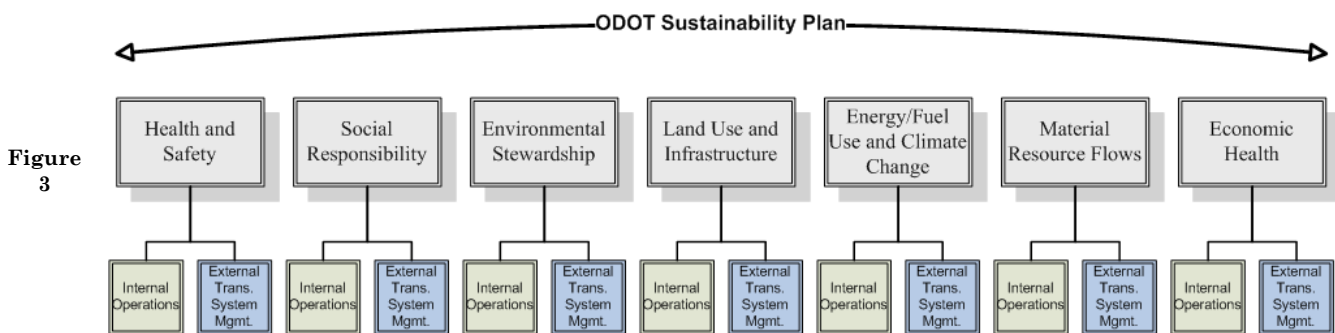 ODOT Sustainability Plan
Figure
3
Health and
Safety
Social
Responsibility
Environmental
Stewardship
Land Use and
Infrastructure
Energy/Fuel
Use and Climate
Change
Material
Resource Flows
Economic
Health
Internal
Operations
External
Trans.
System
Mgmt.
Internal
Operations
External
Trans.
System
Mgmt.
Internal
Operations
External
Trans.
System
Mgmt.
Internal
Operations
External
Trans.
System
Mgmt.
Internal
Operations
External
Trans.
System
Mgmt.
Internal
Operations
External
Trans.
System
Mgmt.
Internal
Operations
External
Trans.
System
Mgmt.